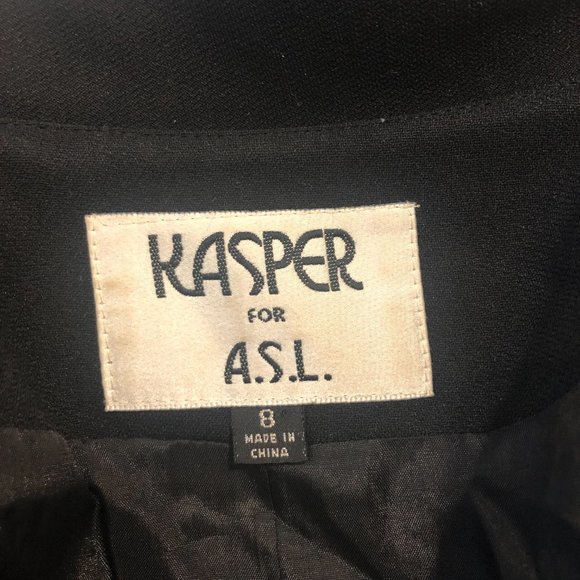 KASPER
FOR
A.S.L.
8
MADE IN
CHINA